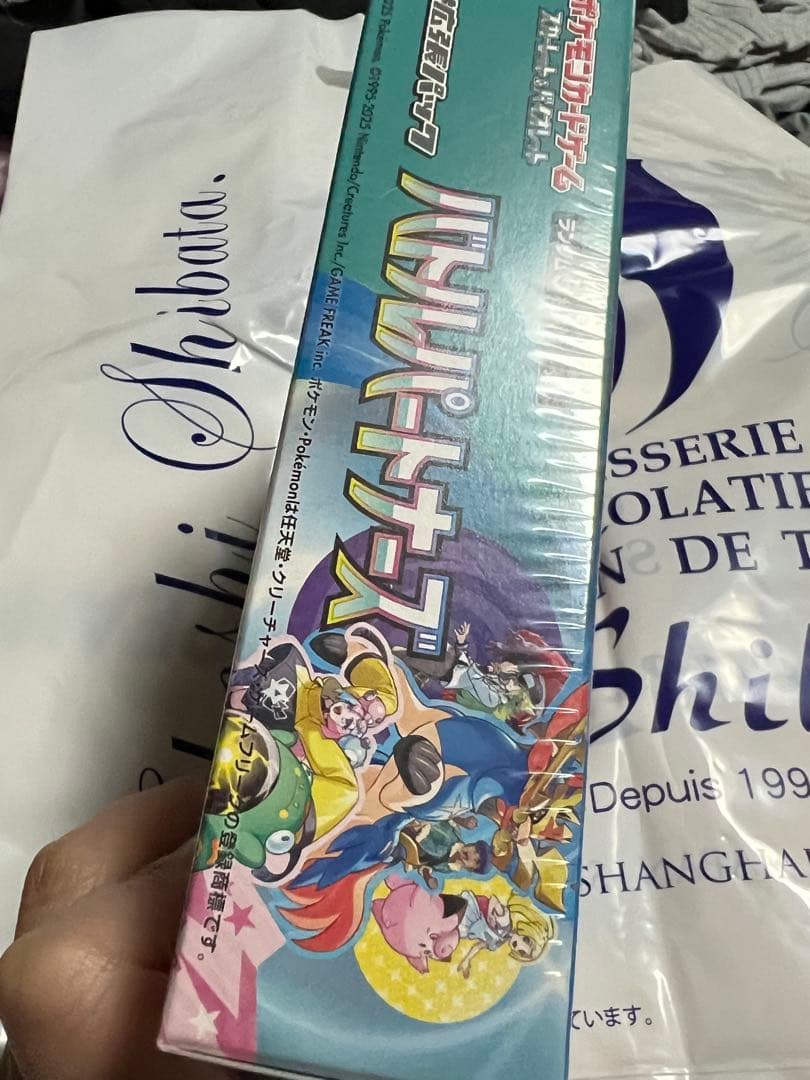 ポケモンカードゲーム
スカーレット&バイオレット
拡張パック
バトルパートナーズ
©1995-2025 Nintendo/Creatures Inc./GAME FREAK inc.
ポケモン・Pokémonは任天堂・クリーチャーズ・ゲームフリークの登録商標です。
Shibata.
SSERIE
OLATIE
DE T
Shi
Depuis 199
SHANGHA
ています。